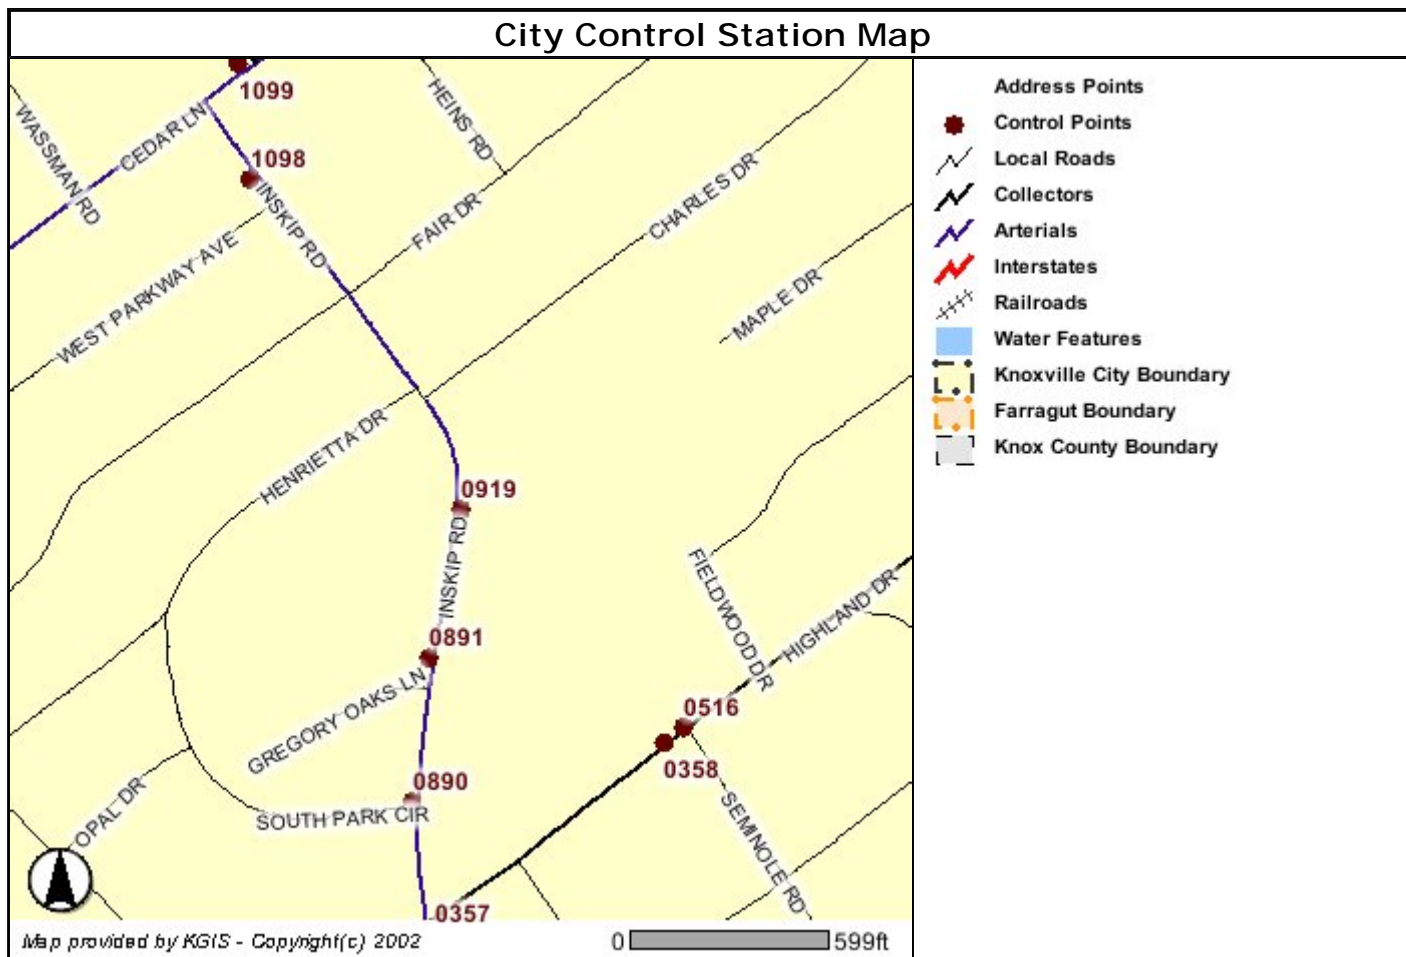 City Control Station Map
1099
WASSMAN RD
CEDAR LN
HEINS RD
1098
INSKIP RD
FAIR DR
CHARLES DR
WEST PARKWAY AVE
MAPLE DR
HENRIETTA DR
0919
INSKIP RD
FIELDWOOD DR
HIGHLAND DR
0891
GREGORY OAKS LN
0516
0358
0890
OPAL DR
SOUTH PARK CIR
SEMINOLE RD
0357
Map provided by KGIS - Copyright(c) 2002
0
599ft
Address Points
Control Points
Local Roads
Collectors
Arterials
Interstates
Railroads
Water Features
Knoxville City Boundary
Farragut Boundary
Knox County Boundary